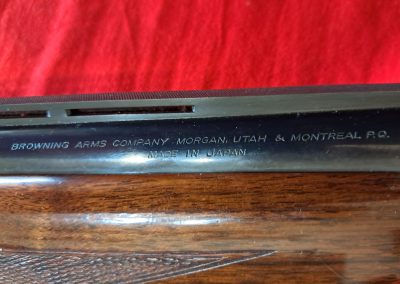 BROWNING ARMS COMPANY MORGAN, UTAH & MONTREAL P.Q.
MADE IN JAPAN